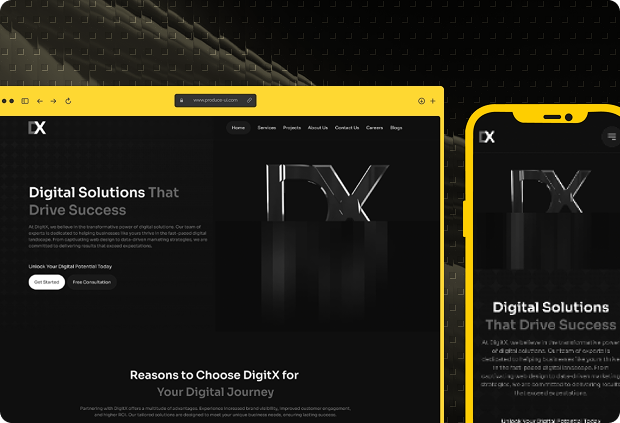 www.produce-ui.com
DX
Home Services Projects About Us Contact Us Careers Blogs
DX
Digital Solutions That
Drive Success
At DigitX, we believe in the transformative power of digital solutions. Our team of
experts is dedicated to helping businesses like yours thrive in the fast-paced digital
landscape. From captivating web design to data-driven marketing strategies, we are
committed to delivering results that exceed expectations.
Unlock Your Digital Potential Today
Get Started Free Consultation
Reasons to Choose DigitX for
Your Digital Journey
Partnering with DigitX offers a multitude of advantages. Experience increased brand visibility, improved customer engagement,
and higher ROI. Our tailored solutions are designed to meet your unique business needs, ensuring lasting success.
DX
DX
Digital Solutions
That Drive Success
At DigitX, we believe in the transformative power
of digital solutions. Our team of experts is
dedicated to helping businesses like yours thrive
in the fast-paced digital landscape. From
captivating web design to data-driven marketing
strategies, we are committed to delivering results
that exceed expectations.
Unlock Your Digital Potential Today